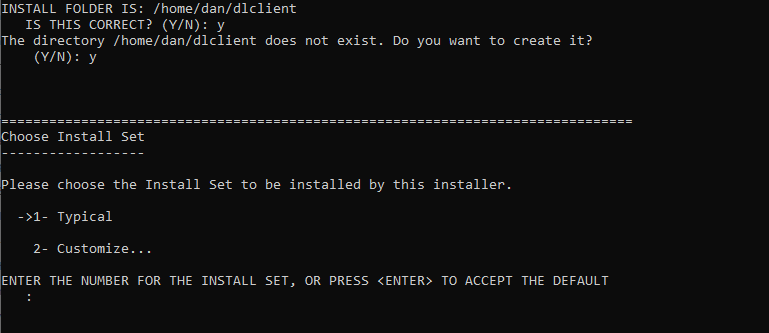 INSTALL FOLDER IS: /home/dan/dlclient
   IS THIS CORRECT? (Y/N): y
The directory /home/dan/dlclient does not exist. Do you want to create it?
    (Y/N): y
===============================================================================
Choose Install Set
------------------
Please choose the Install Set to be installed by this installer.
  ->1- Typical
    2- Customize...
ENTER THE NUMBER FOR THE INSTALL SET, OR PRESS <ENTER> TO ACCEPT THE DEFAULT
   :